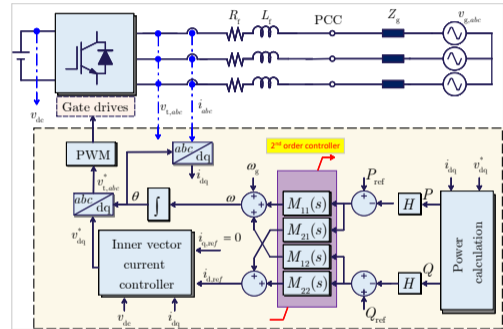 R_f L_f PCC Z_g v_g,abc
v_dc
Gate drives
v_t,abc
i_abc
2nd order controller
PWM
abc
dq
i_dq
ω_g
P_ref
i_dq v*_dq
v*_t,abc
abc
dq
θ
∫
ω
M_11(s)
M_21(s)
M_12(s)
M_22(s)
H
P
Power calculation
v*_dq
Inner vector current controller
i_q,ref = 0
i_d,ref
H
Q
Q_ref
v_dc
i_dq